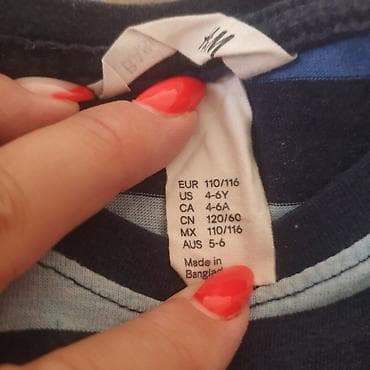 EUR 110/116
US 4-6Y
CA 4-6A
CN 120/60
MX 110/116
AUS 5-6
Made in